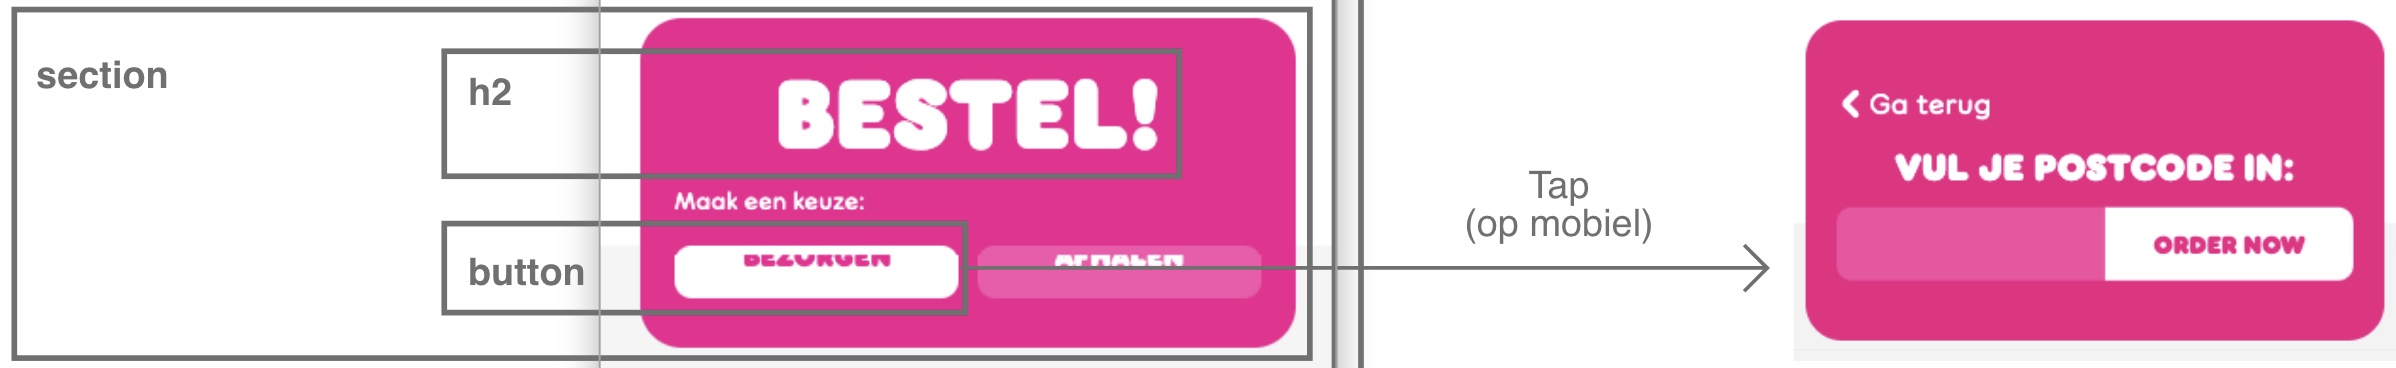 section
h2
BESTEL!
Maak een keuze:
button
BEZORGEN
AFHALEN
Tap
(op mobiel)
Ga terug
VUL JE POSTCODE IN:
ORDER NOW